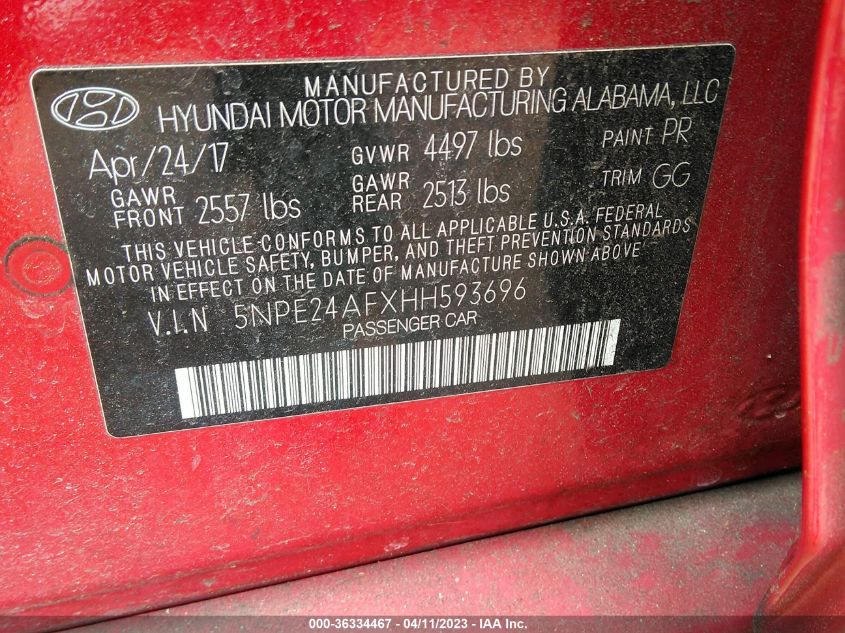 MANUFACTURED BY
HYUNDAI MOTOR MANUFACTURING ALABAMA, LLC
Apr/24/17 GVWR 4497 lbs PAINT PR
GAWR FRONT 2557 lbs GAWR REAR 2513 lbs TRIM GG
THIS VEHICLE CONFORMS TO ALL APPLICABLE U.S.A. FEDERAL
MOTOR VEHICLE SAFETY, BUMPER, AND THEFT PREVENTION STANDARDS
IN EFFECT ON THE DATE OF MANUFACTURE SHOWN ABOVE
V.I.N 5NPE24AFXHH593696
PASSENGER CAR
000-36334467 - 04/11/2023 - IAA Inc.